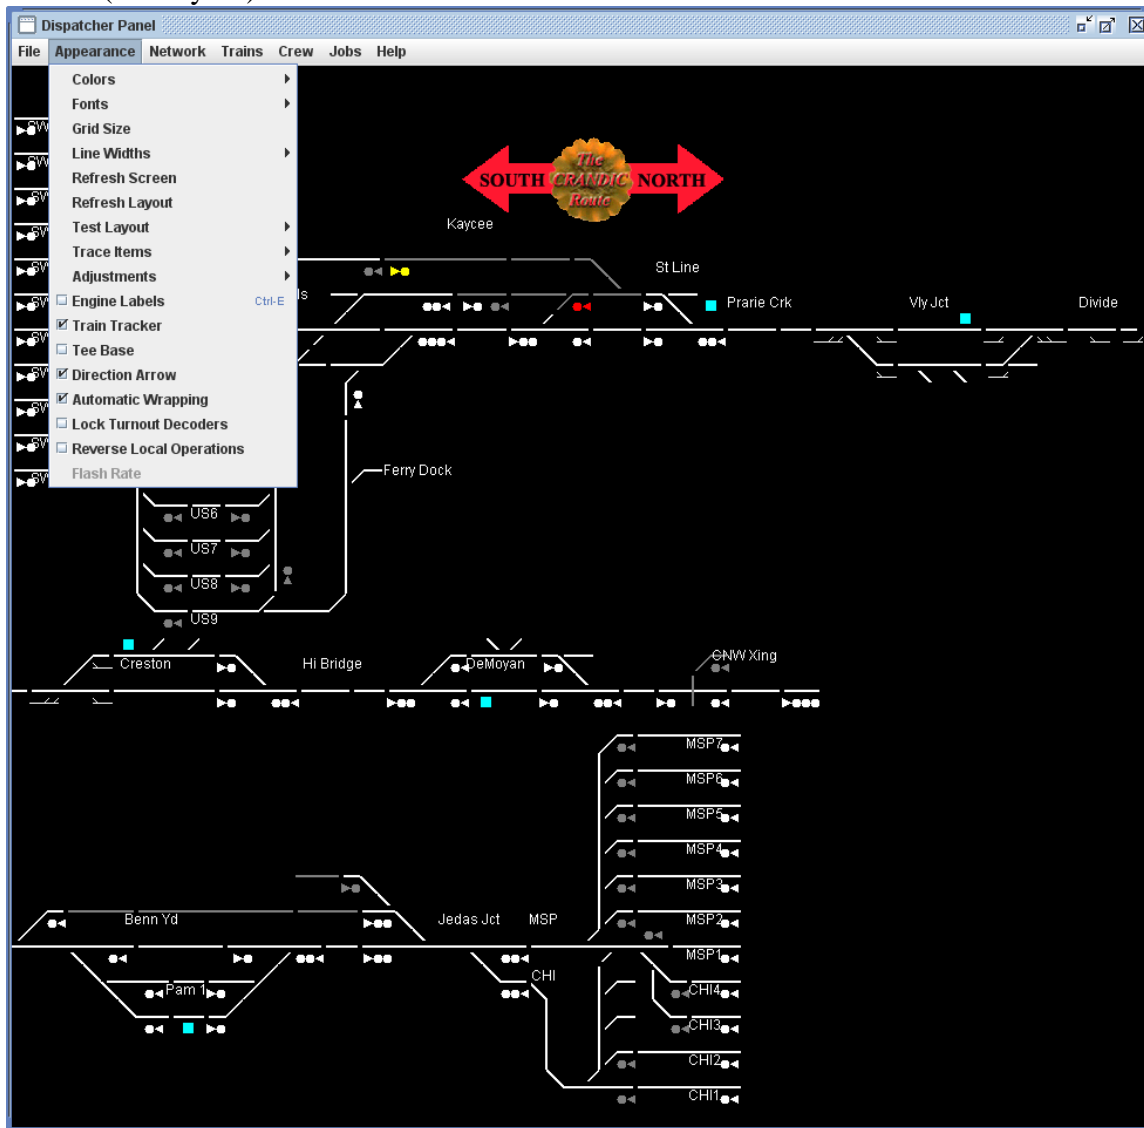 Dispatcher Panel
File Appearance Network Trains Crew Jobs Help
Colors
Fonts
Grid Size
Line Widths
Refresh Screen
Refresh Layout
Test Layout
Trace Items
Adjustments
Engine Labels Ctrl-E
Train Tracker
Tee Base
Direction Arrow
Automatic Wrapping
Lock Turnout Decoders
Reverse Local Operations
Flash Rate
The
SOUTH CRANDIC NORTH
Route
Kaycee
St Line
Prarie Crk
Vly Jct
Divide
Ferry Dock
US6
US7
US8
US9
Creston
Hi Bridge
DeMoyan
CNW Xing
MSP7
MSP6
MSP5
MSP4
MSP3
Benn Yd
Jedas Jct
MSP
MSP2
MSP1
CHI
Pam 1
CHI4
CHI3
CHI2
CHI1